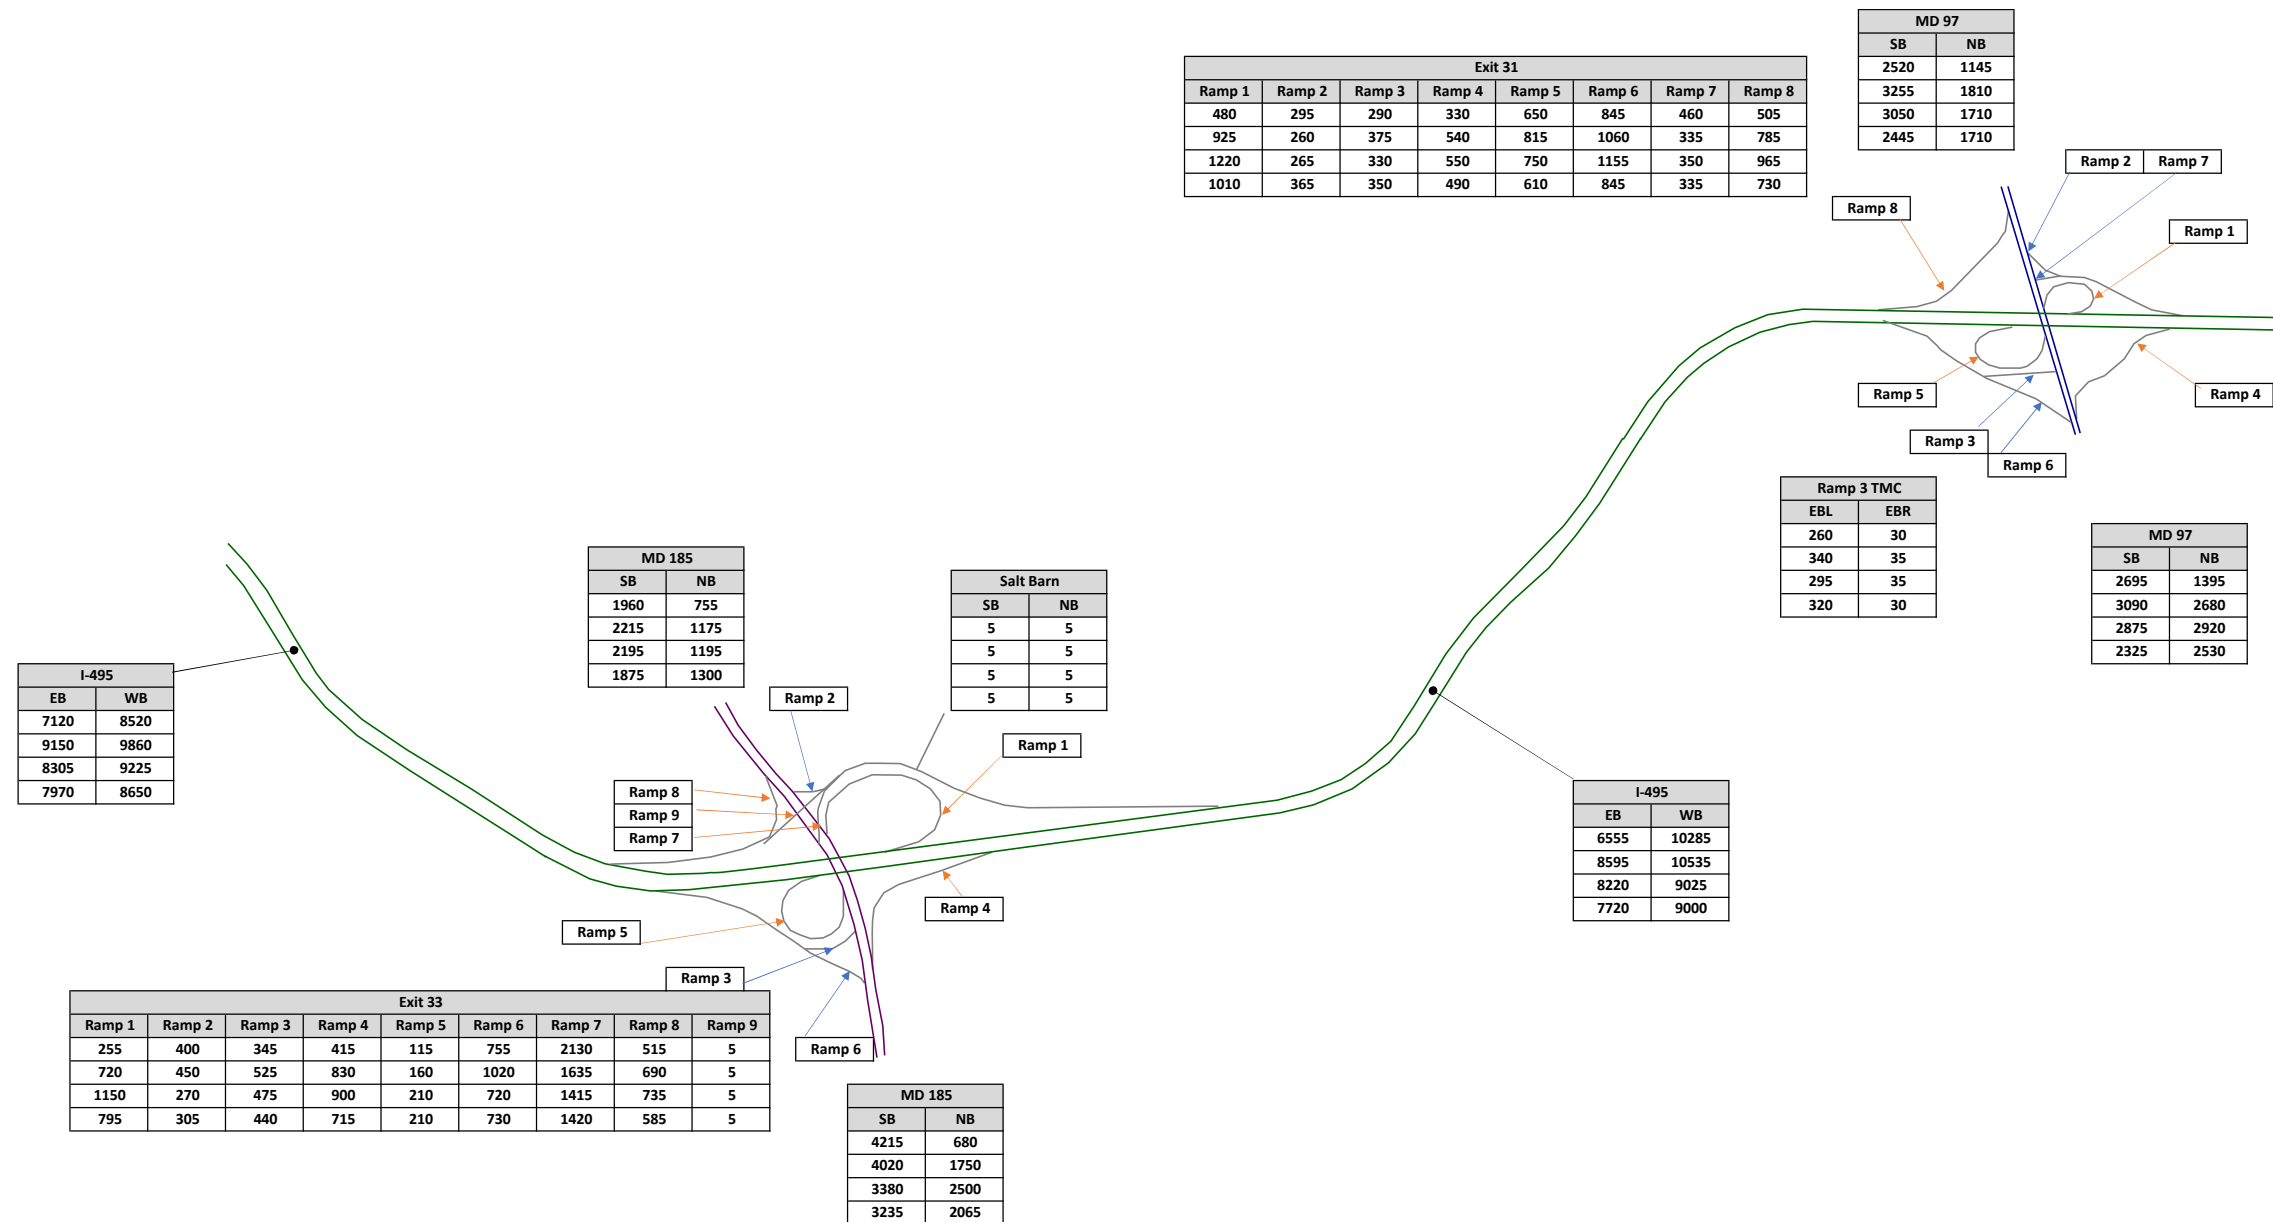 MD 97
SB NB
2520 1145
3255 1810
3050 1710
2445 1710
Exit 31
Ramp 1 Ramp 2 Ramp 3 Ramp 4 Ramp 5 Ramp 6 Ramp 7 Ramp 8
480 295 290 330 650 845 460 505
925 260 375 540 815 1060 335 785
1220 265 330 550 750 1155 350 965
1010 365 350 490 610 845 335 730
Ramp 2 Ramp 7
Ramp 8
Ramp 1
Ramp 5
Ramp 4
Ramp 3
Ramp 6
Ramp 3 TMC
EBL EBR
260 30
340 35
295 35
320 30
MD 97
SB NB
2695 1395
3090 2680
2875 2920
2325 2530
MD 185
SB NB
1960 755
2215 1175
2195 1195
1875 1300
Salt Barn
SB NB
5 5
5 5
5 5
5 5
I-495
EB WB
7120 8520
9150 9860
8305 9225
7970 8650
Ramp 2
Ramp 1
Ramp 8
Ramp 9
Ramp 7
I-495
EB WB
6555 10285
8595 10535
8220 9025
7720 9000
Ramp 4
Ramp 5
Ramp 3
Exit 33
Ramp 1 Ramp 2 Ramp 3 Ramp 4 Ramp 5 Ramp 6 Ramp 7 Ramp 8 Ramp 9
255 400 345 415 115 755 2130 515 5
720 450 525 830 160 1020 1635 690 5
1150 270 475 900 210 720 1415 735 5
795 305 440 715 210 730 1420 585 5
Ramp 6
MD 185
SB NB
4215 680
4020 1750
3380 2500
3235 2065